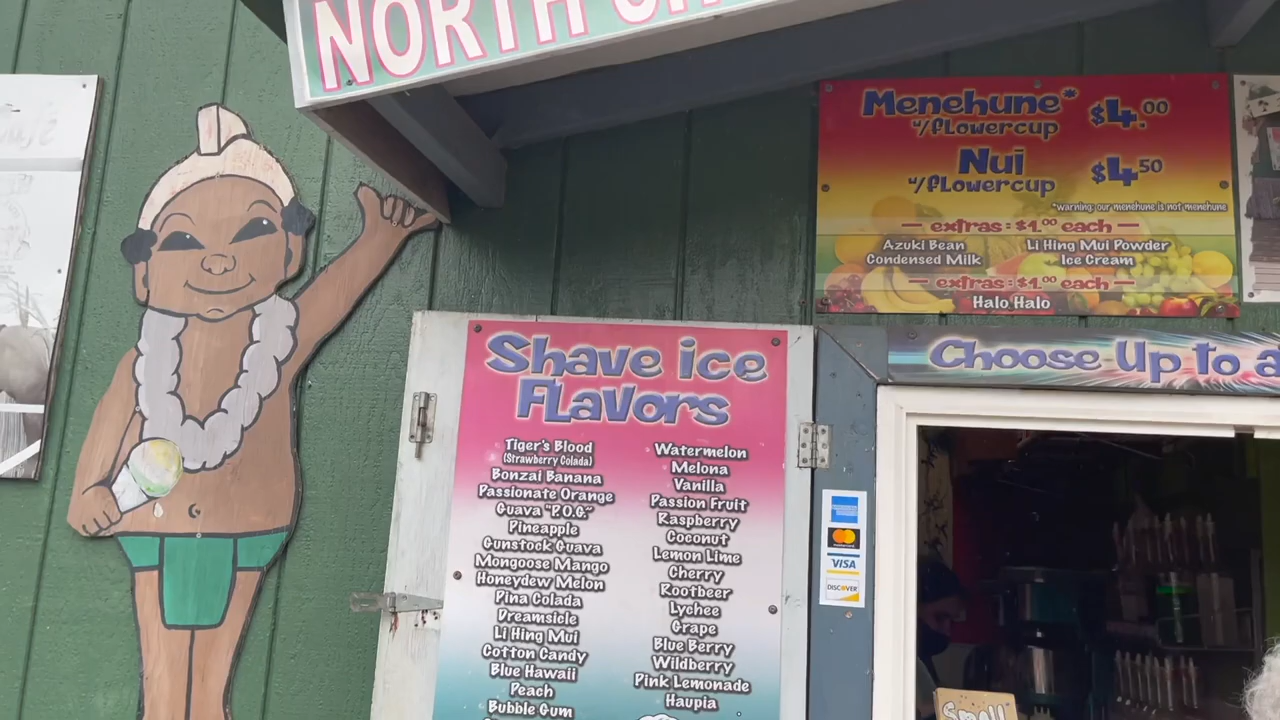 NORTH
Menehune* $4.00
w/flowercup
Nui $4.50
w/flowercup
*warning: our menehune is not menehune
— extras: $1.00 each —
Azuki Bean Li Hing Mui Powder
Condensed Milk Ice Cream
— extras: $1.00 each —
Halo Halo
Choose Up to a
Shave ice
Flavors
Tiger's Blood
(Strawberry Colada)
Bonzai Banana
Passionate Orange
Guava "P.O.G."
Pineapple
Gunstock Guava
Mongoose Mango
Honeydew Melon
Pina Colada
Dreamsicle
Li Hing Mui
Cotton Candy
Blue Hawaii
Peach
Bubble Gum
Watermelon
Melona
Vanilla
Passion Fruit
Raspberry
Coconut
Lemon Lime
Cherry
Rootbeer
Lychee
Grape
Blue Berry
Wildberry
Pink Lemonade
Haupia
mastercard
VISA
DISCOVER
Small